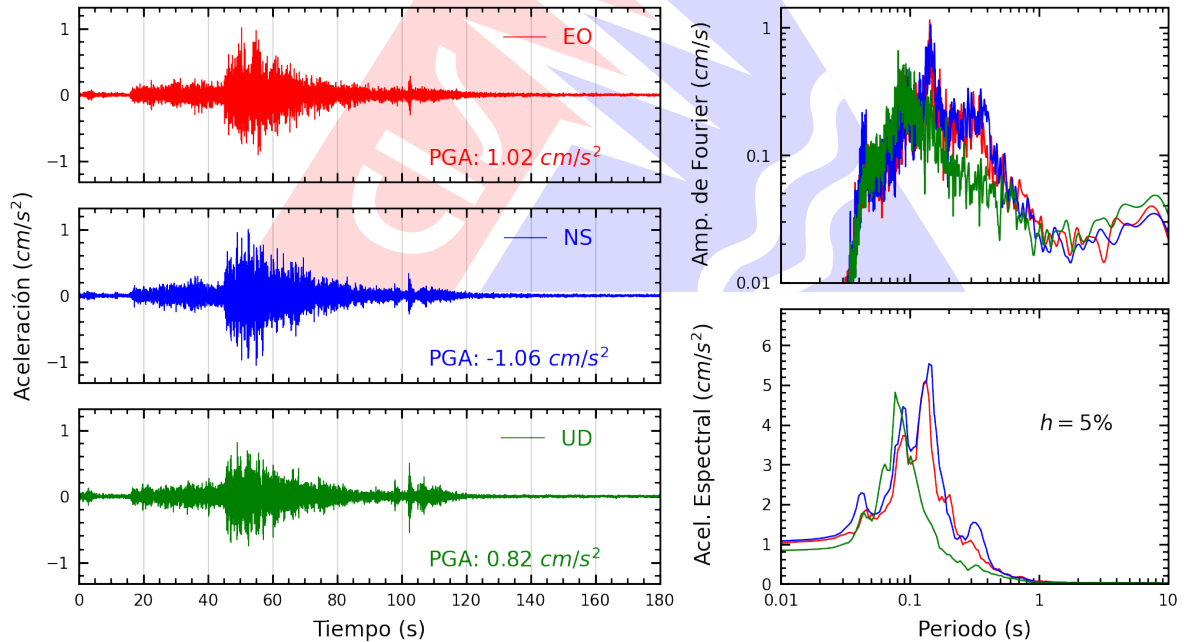 Aceleración (cm/s²)
1
0
−1
EO
PGA: 1.02 cm/s²
1
0
−1
NS
PGA: -1.06 cm/s²
1
0
−1
UD
PGA: 0.82 cm/s²
0 20 40 60 80 100 120 140 160 180
Tiempo (s)
Amp. de Fourier (cm/s)
1
0.1
0.01
Acel. Espectral (cm/s²)
6
5
4
3
2
1
0
h = 5%
0.01 0.1 1 10
Periodo (s)